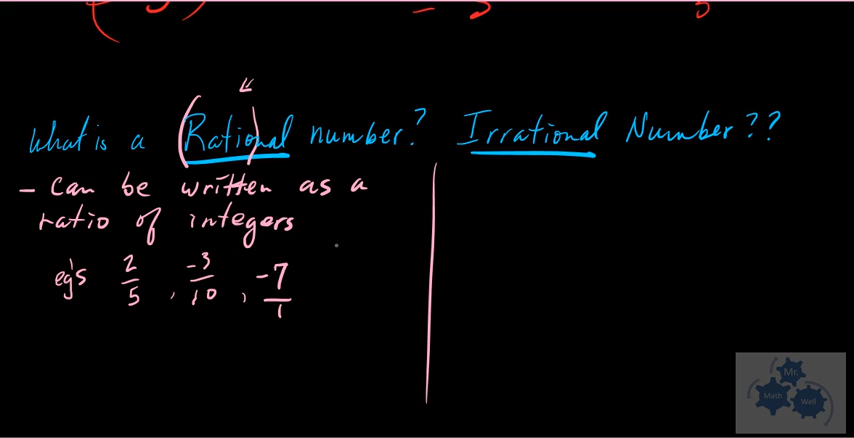 What is a (Rational) number?
Irrational Number??
- Can be written as a
ratio of integers
eg's 2/5, -3/10, -7/1
Mr.
Math
Well